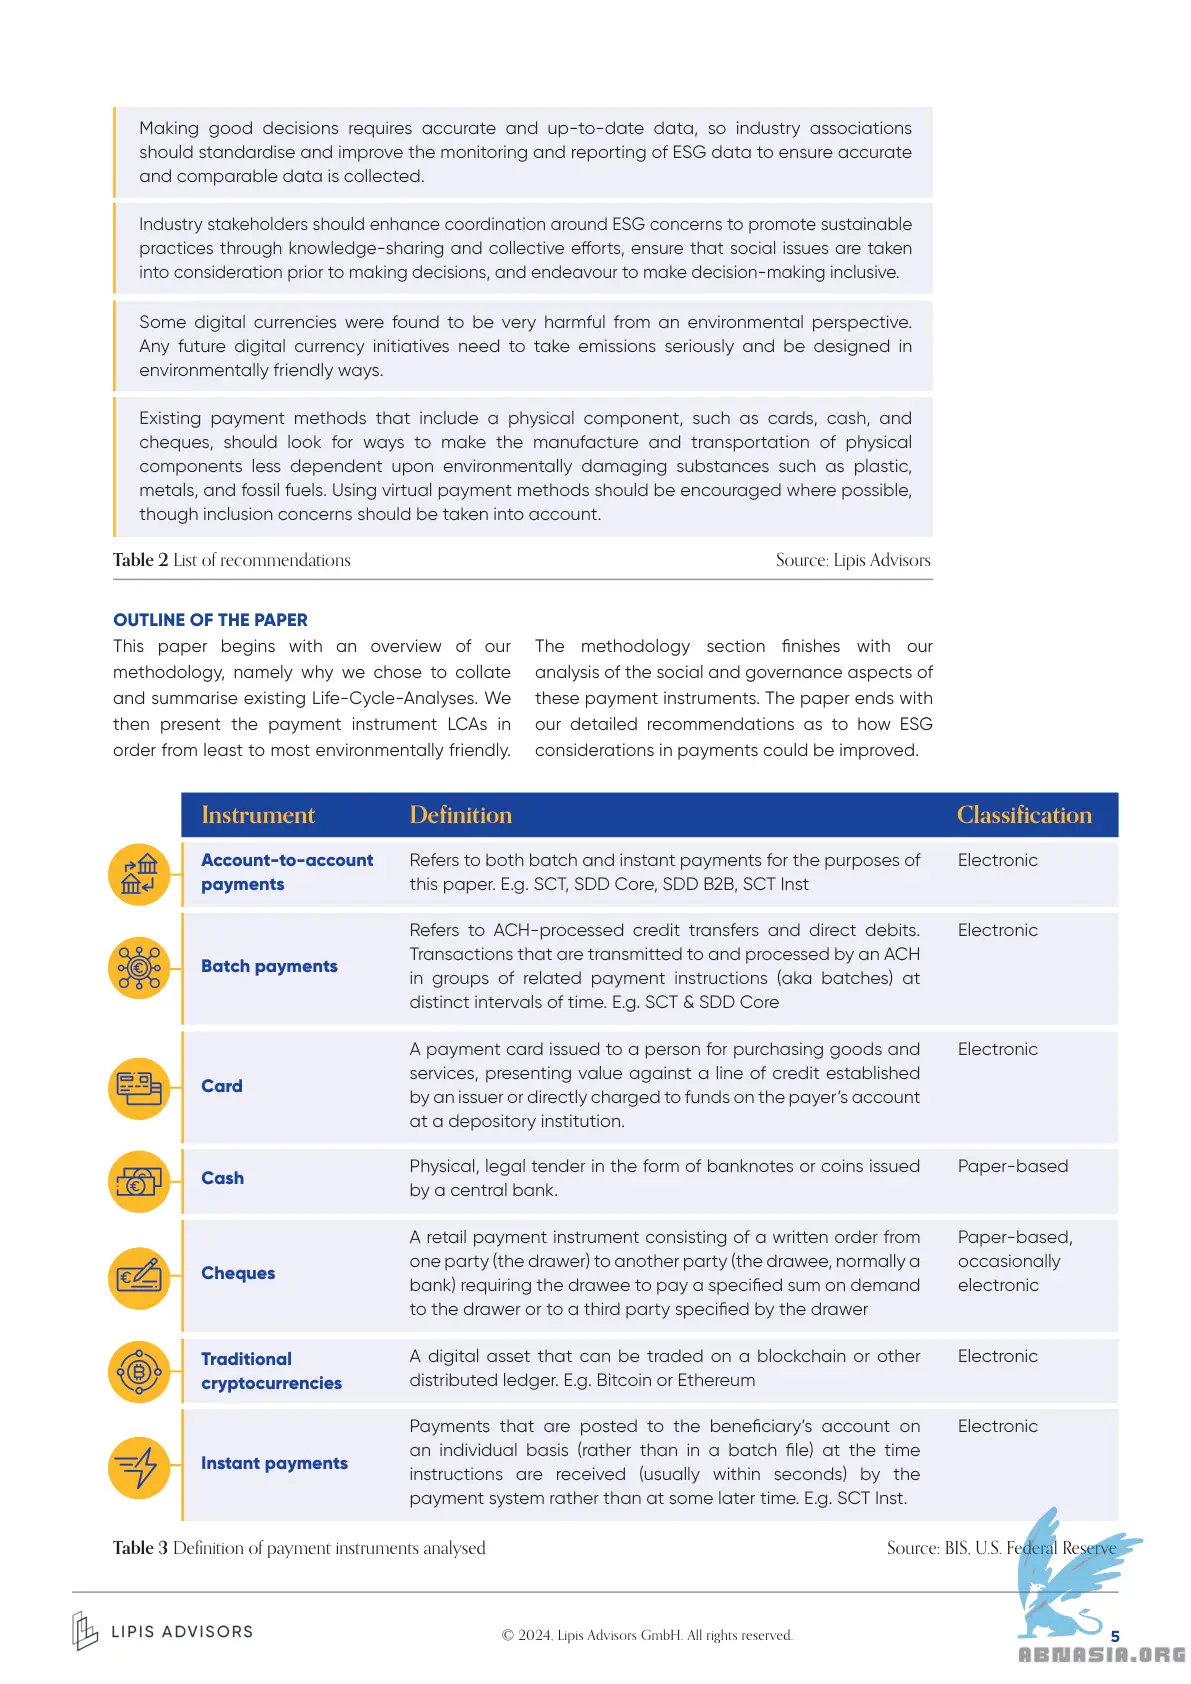 Making good decisions requires accurate and up-to-date data, so industry associations
should standardise and improve the monitoring and reporting of ESG data to ensure accurate
and comparable data is collected.
Industry stakeholders should enhance coordination around ESG concerns to promote sustainable
practices through knowledge-sharing and collective efforts, ensure that social issues are taken
into consideration prior to making decisions, and endeavour to make decision-making inclusive.
Some digital currencies were found to be very harmful from an environmental perspective.
Any future digital currency initiatives need to take emissions seriously and be designed in
environmentally friendly ways.
Existing payment methods that include a physical component, such as cards, cash, and
cheques, should look for ways to make the manufacture and transportation of physical
components less dependent upon environmentally damaging substances such as plastic,
metals, and fossil fuels. Using virtual payment methods should be encouraged where possible,
though inclusion concerns should be taken into account.
Table 2 List of recommendations
Source: Lipis Advisors
OUTLINE OF THE PAPER
This paper begins with an overview of our
methodology, namely why we chose to collate
and summarise existing Life-Cycle-Analyses. We
then present the payment instrument LCAs in
order from least to most environmentally friendly.
The methodology section finishes with our
analysis of the social and governance aspects of
these payment instruments. The paper ends with
our detailed recommendations as to how ESG
considerations in payments could be improved.
Instrument Definition Classification
Account-to-account
payments
Refers to both batch and instant payments for the purposes of
this paper. E.g. SCT, SDD Core, SDD B2B, SCT Inst
Electronic
Batch payments
Refers to ACH-processed credit transfers and direct debits.
Transactions that are transmitted to and processed by an ACH
in groups of related payment instructions (aka batches) at
distinct intervals of time. E.g. SCT & SDD Core
Electronic
Card
A payment card issued to a person for purchasing goods and
services, presenting value against a line of credit established
by an issuer or directly charged to funds on the payer's account
at a depository institution.
Electronic
Cash
Physical, legal tender in the form of banknotes or coins issued
by a central bank.
Paper-based
Cheques
A retail payment instrument consisting of a written order from
one party (the drawer) to another party (the drawee, normally a
bank) requiring the drawee to pay a specified sum on demand
to the drawer or to a third party specified by the drawer
Paper-based,
occasionally
electronic
Traditional
cryptocurrencies
A digital asset that can be traded on a blockchain or other
distributed ledger. E.g. Bitcoin or Ethereum
Electronic
Instant payments
Payments that are posted to the beneficiary's account on
an individual basis (rather than in a batch file) at the time
instructions are received (usually within seconds) by the
payment system rather than at some later time. E.g. SCT Inst.
Electronic
Table 3 Definition of payment instruments analysed
Source: BIS, U.S. Federal Reserve
LIPIS ADVISORS
© 2024, Lipis Advisors GmbH. All rights reserved.
5
ABNASIA.ORG